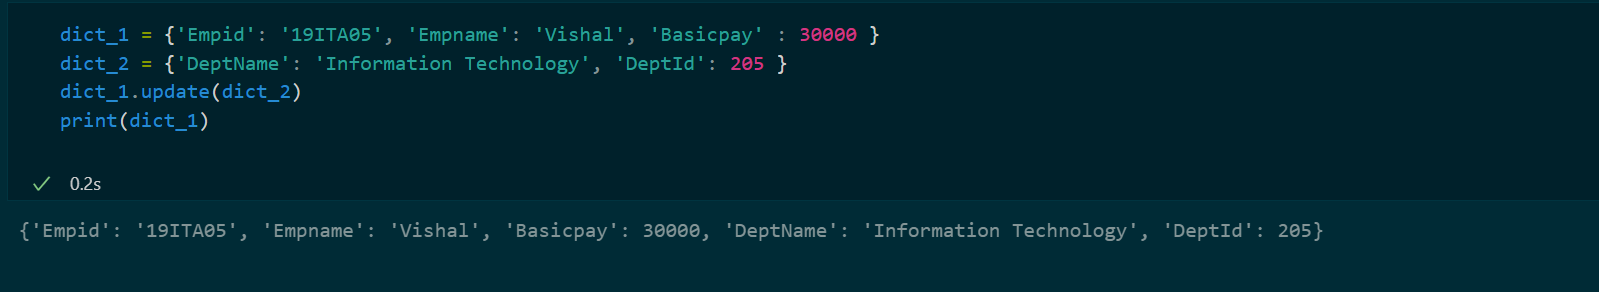 dict_1 = {'Empid': '19ITA05', 'Empname': 'Vishal', 'Basicpay' : 30000 }
dict_2 = {'DeptName': 'Information Technology', 'DeptId': 205 }
dict_1.update(dict_2)
print(dict_1)
0.2s
{'Empid': '19ITA05', 'Empname': 'Vishal', 'Basicpay': 30000, 'DeptName': 'Information Technology', 'DeptId': 205}